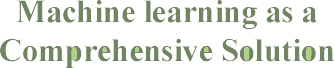 Machine learning as a
Comprehensive Solution